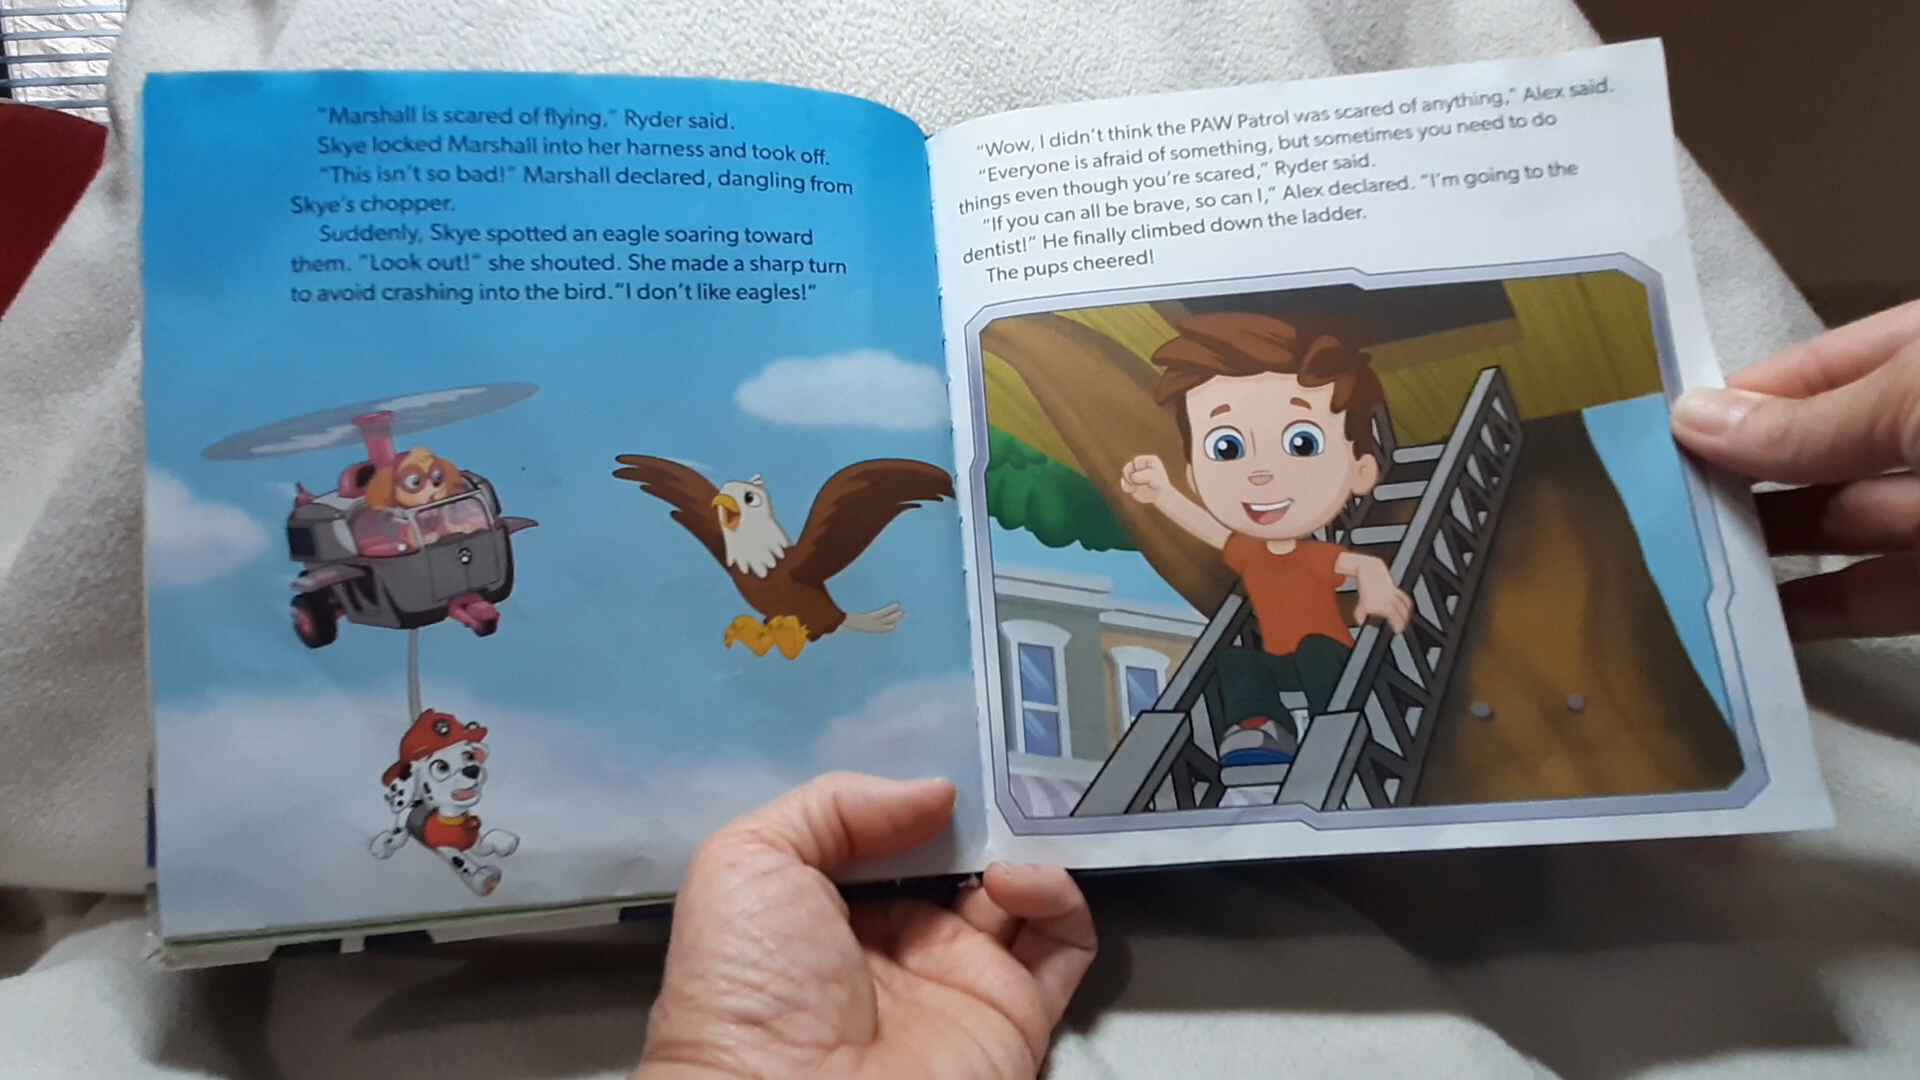 "Marshall is scared of flying," Ryder said.
Skye locked Marshall into her harness and took off.
"This isn't so bad!" Marshall declared, dangling from
Skye's chopper.
Suddenly, Skye spotted an eagle soaring toward
them. "Look out!" she shouted. She made a sharp turn
to avoid crashing into the bird."I don't like eagles!"
"Wow, I didn't think the PAW Patrol was scared of anything," Alex said.
"Everyone is afraid of something, but sometimes you need to do
things even though you're scared," Ryder said.
"If you can all be brave, so can I," Alex declared. "I'm going to the
dentist!" He finally climbed down the ladder.
The pups cheered!